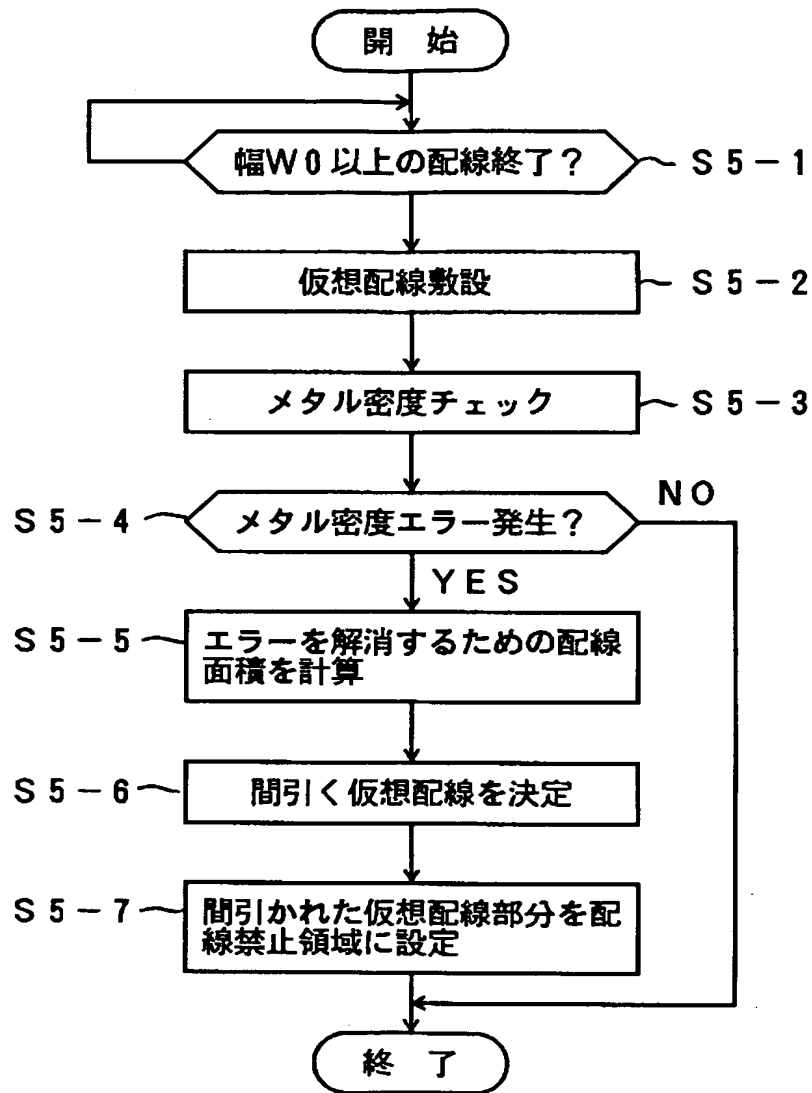 開 始
幅W0以上の配線終了?
S5-1
仮想配線敷設
S5-2
メタル密度チェック
S5-3
NO
S5-4
メタル密度エラー発生?
YES
S5-5
エラーを解消するための配線
面積を計算
S5-6
間引く仮想配線を決定
S5-7
間引かれた仮想配線部分を配
線禁止領域に設定
終 了